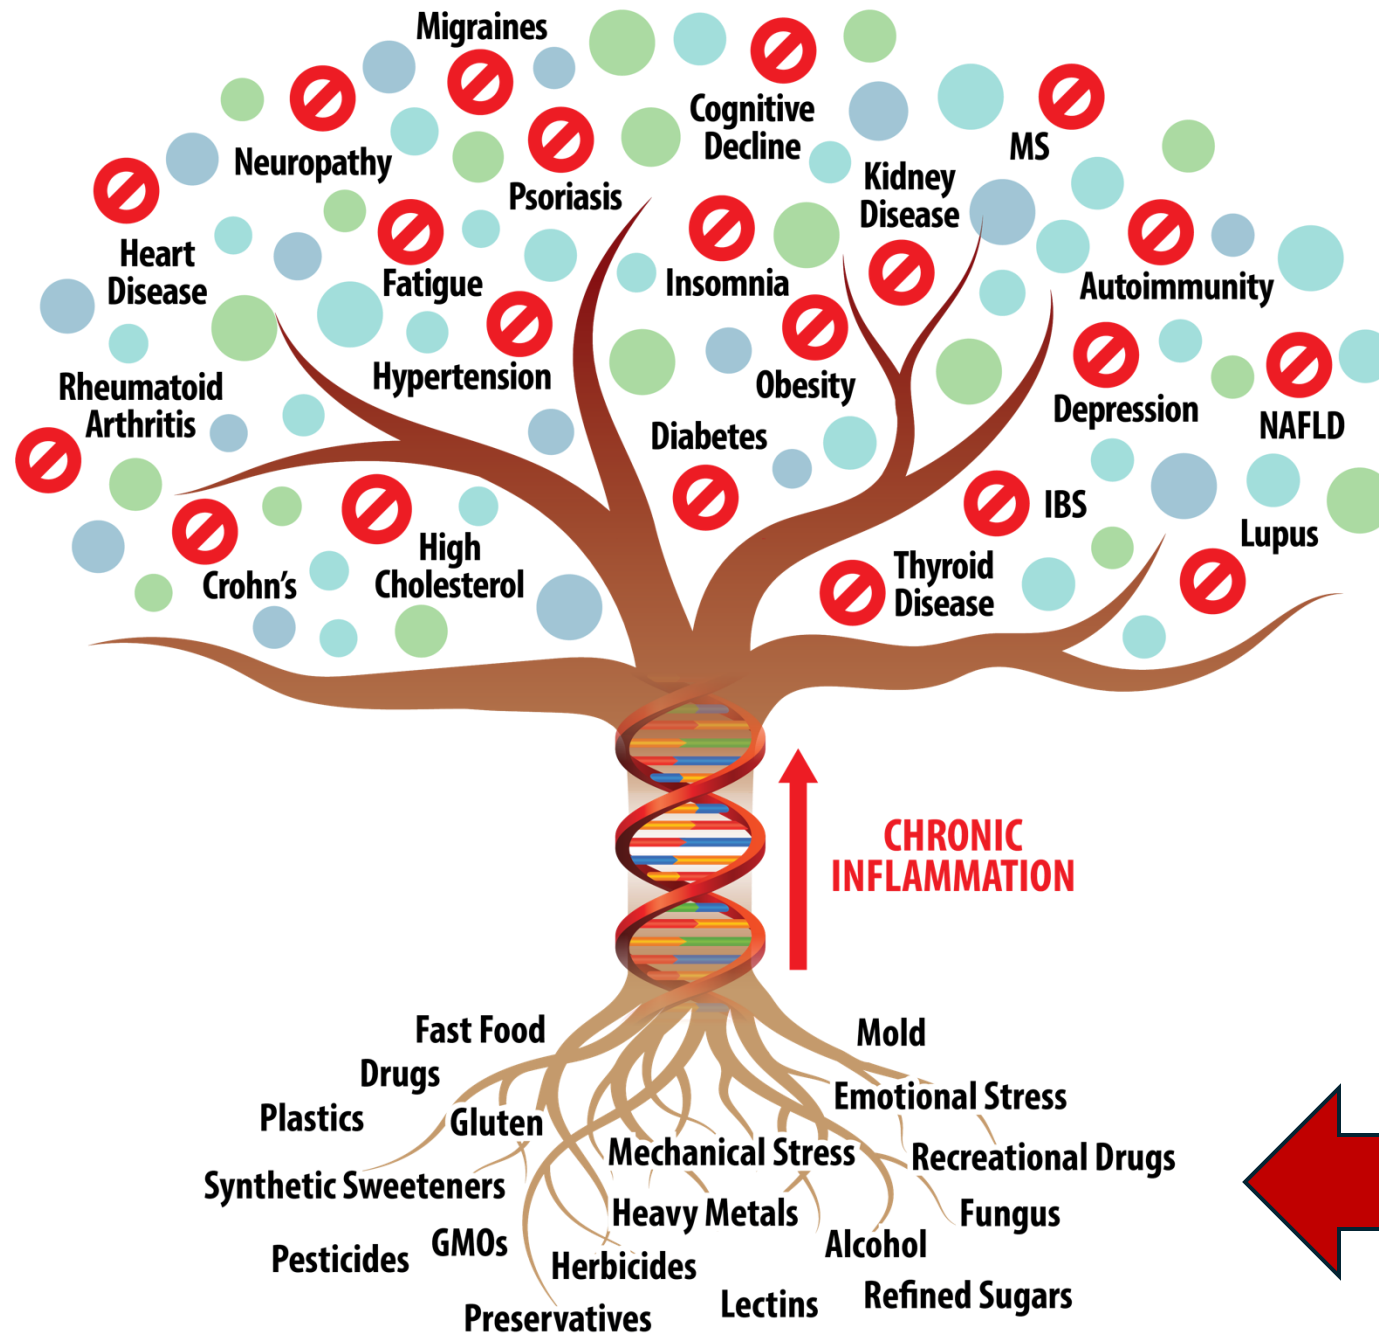 Migraines
Cognitive
Decline
MS
Neuropathy
Psoriasis
Kidney
Disease
Heart
Disease
Fatigue
Insomnia
Autoimmunity
Rheumatoid
Arthritis
Hypertension
Obesity
Depression
NAFLD
Diabetes
IBS
Lupus
Crohn's
High
Cholesterol
Thyroid
Disease
CHRONIC
INFLAMMATION
Fast Food
Mold
Drugs
Emotional Stress
Plastics
Gluten
Mechanical Stress
Recreational Drugs
Synthetic Sweeteners
Heavy Metals
Fungus
GMOs
Alcohol
Pesticides
Herbicides
Refined Sugars
Lectins
Preservatives